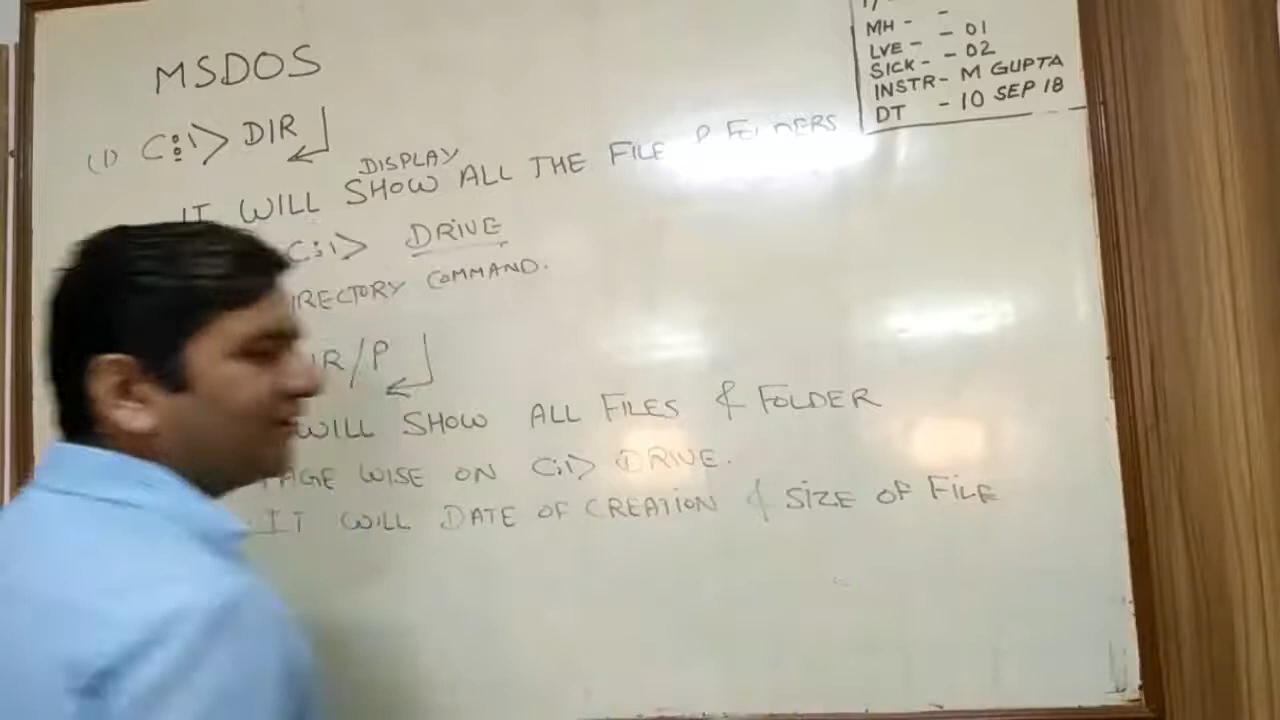 MH - -
LVE - - 01
SICK - - 02
INSTR - M GUPTA
DT - 10 SEP 18
MSDOS
(1) C:\> DIR ↵
DISPLAY
IT WILL SHOW ALL THE FILE & FOLDERS
C:\> DRIVE
IRECTORY COMMAND.
IR/P ↵
WILL SHOW ALL FILES & FOLDER
PAGE WISE ON C:\> DRIVE.
IT WILL DATE OF CREATION & SIZE OF FILE